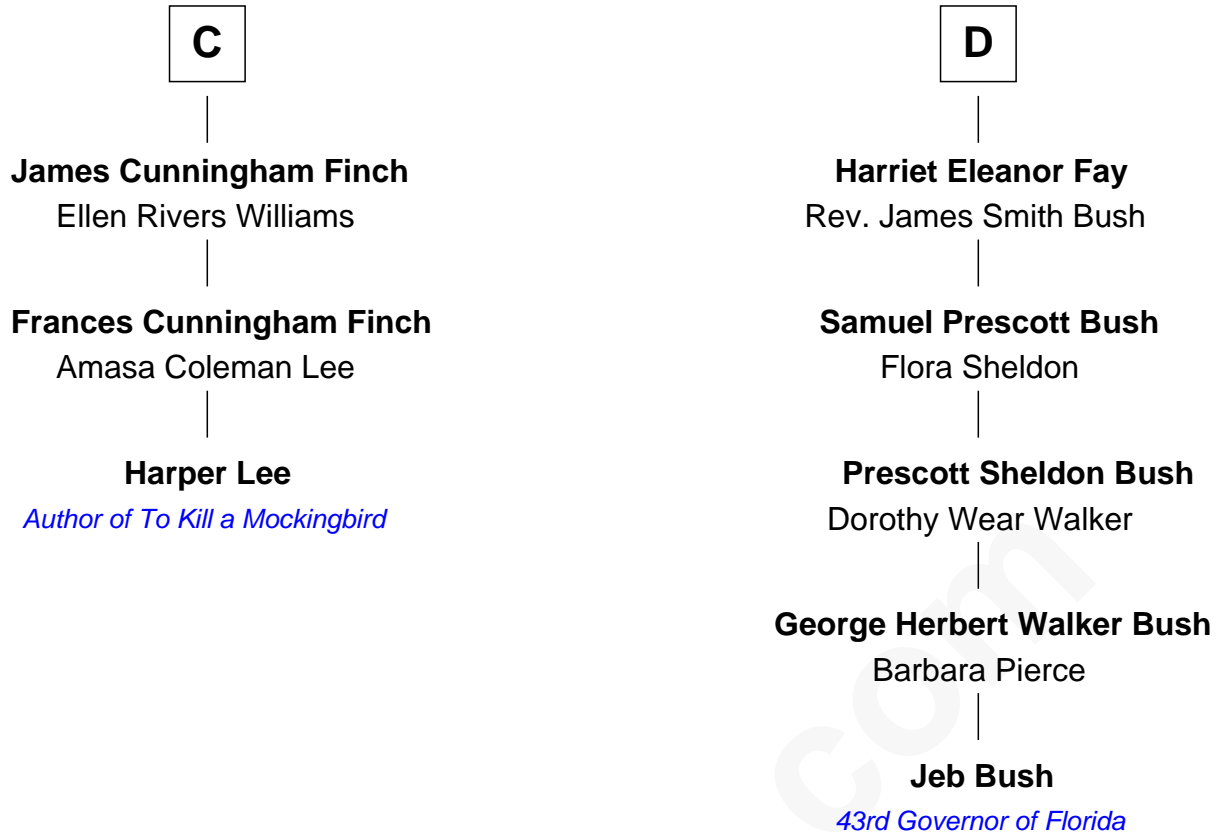 C
James Cunningham Finch
Ellen Rivers Williams
Frances Cunningham Finch
Amasa Coleman Lee
Harper Lee
Author of To Kill a Mockingbird
D
Harriet Eleanor Fay
Rev. James Smith Bush
Samuel Prescott Bush
Flora Sheldon
Prescott Sheldon Bush
Dorothy Wear Walker
George Herbert Walker Bush
Barbara Pierce
Jeb Bush
43rd Governor of Florida
com